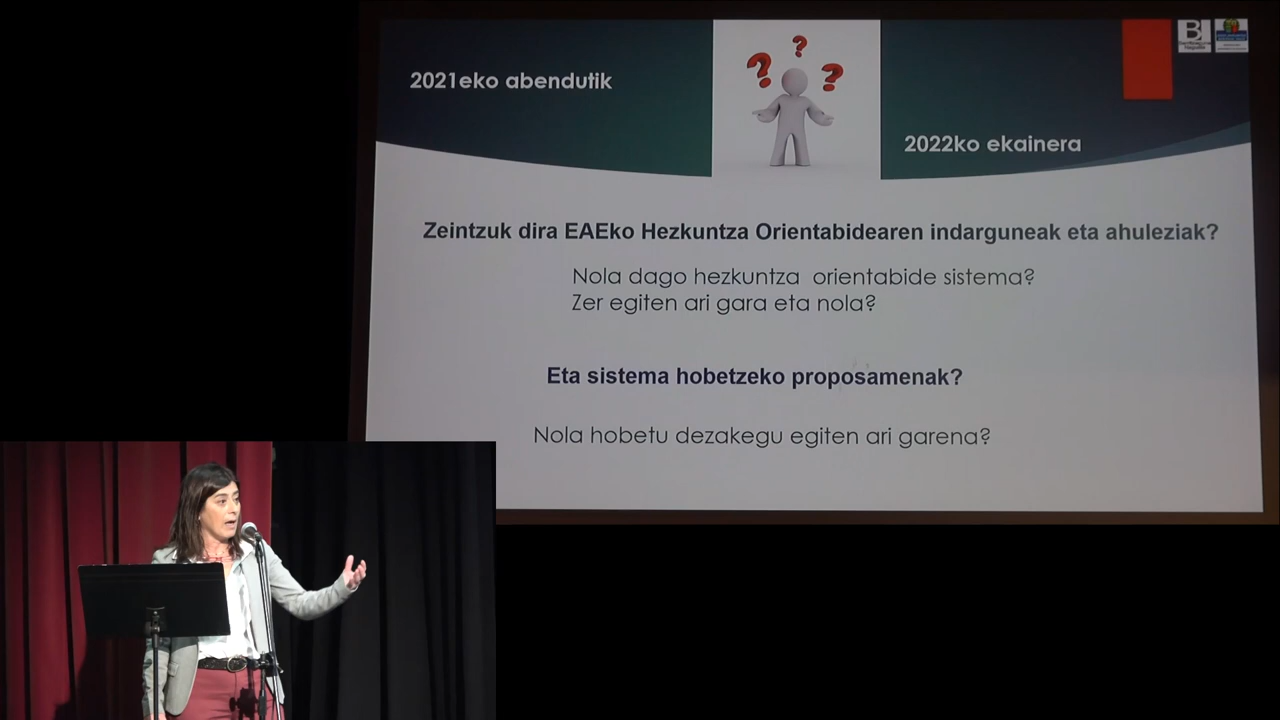 2021eko abendutik
2022ko ekainera
Zeintzuk dira EAEko Hezkuntza Orientabidearen indarguneak eta ahuleziak?
Nola dago hezkuntza orientabide sistema?
Zer egiten ari gara eta nola?
Eta sistema hobetzeko proposamenak?
Nola hobetu dezakegu egiten ari garena?